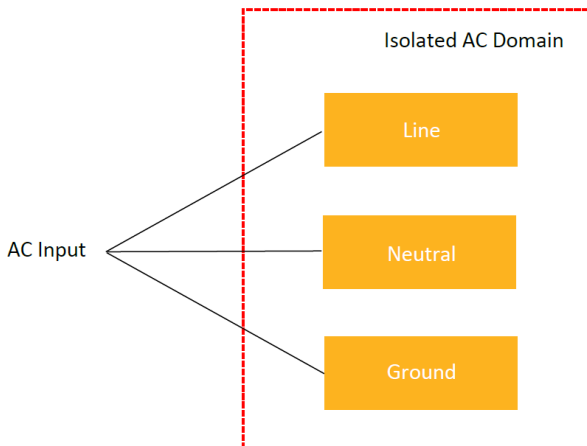 Isolated AC Domain
Line
AC Input
Neutral
Ground